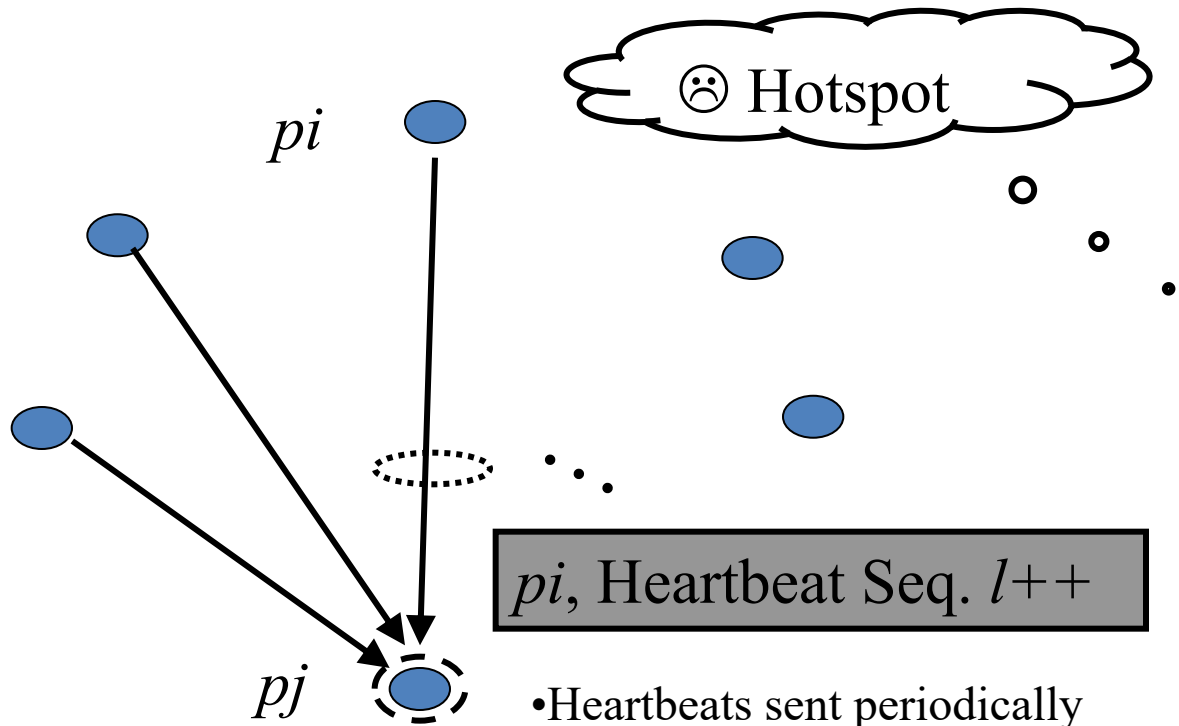 ☹ Hotspot
pi
pi, Heartbeat Seq. l++
pj
•Heartbeats sent periodically